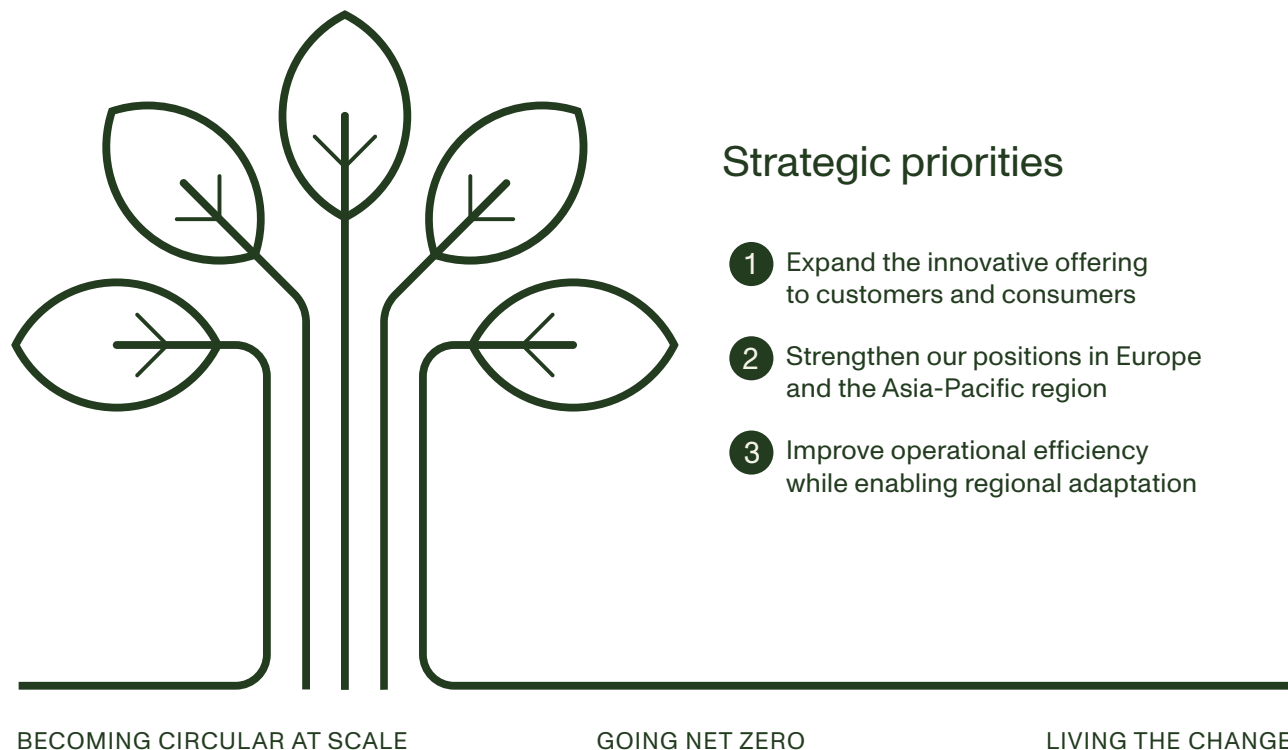 Strategic priorities
1 Expand the innovative offering
to customers and consumers
2 Strengthen our positions in Europe
and the Asia-Pacific region
3 Improve operational efficiency
while enabling regional adaptation
BECOMING CIRCULAR AT SCALE GOING NET ZERO LIVING THE CHANGE